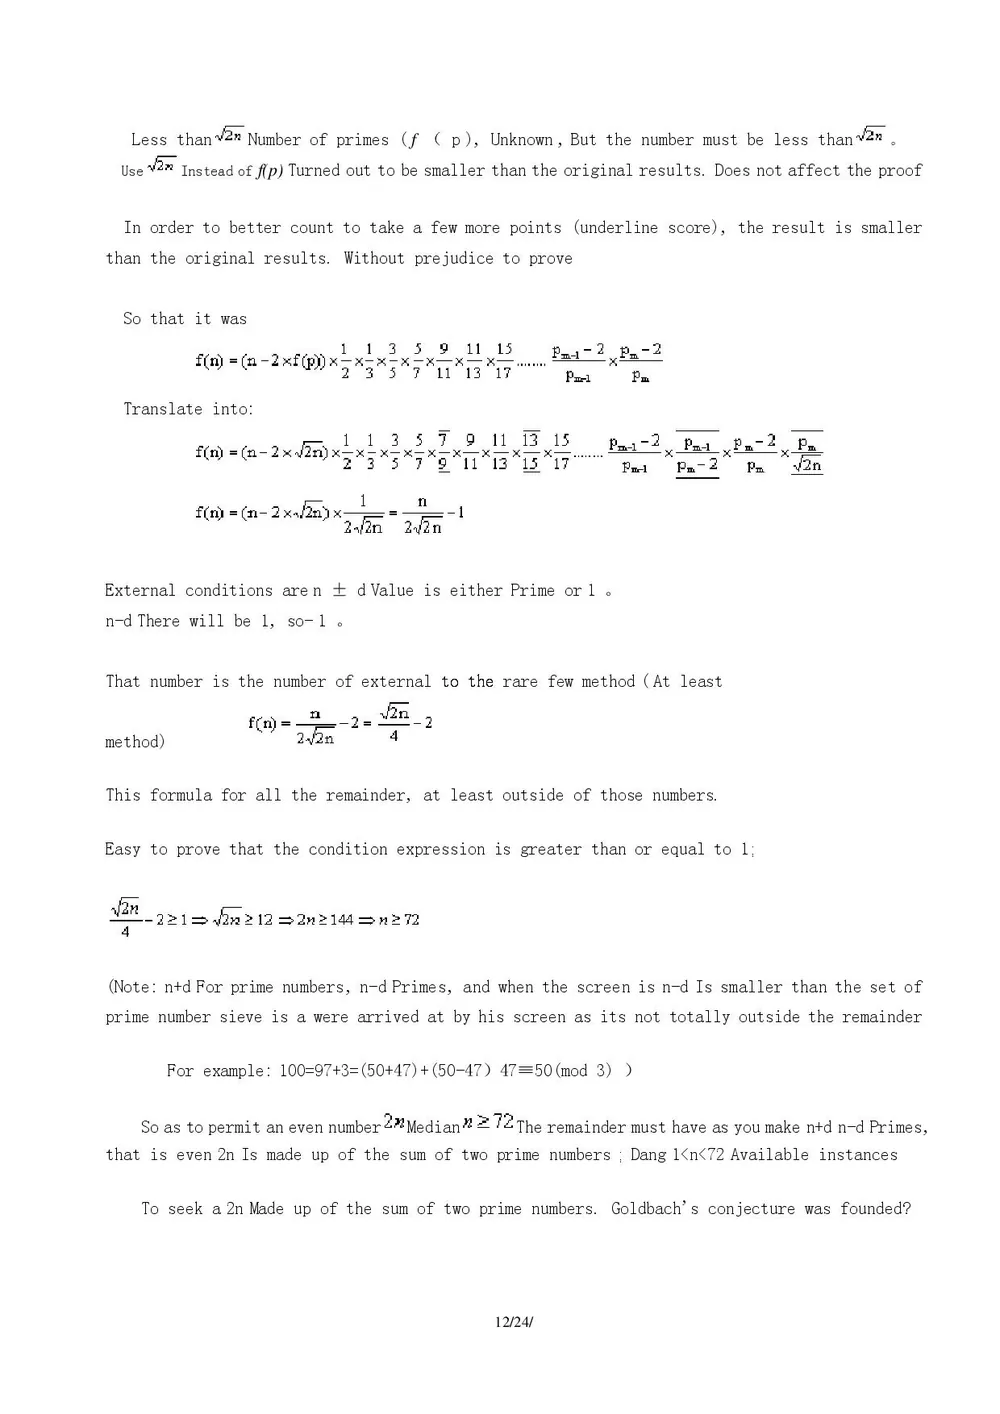 Less than √2n Number of primes (f （ p), Unknown, But the number must be less than √2n 。
Use √2n Instead of f(p) Turned out to be smaller than the original results. Does not affect the proof
In order to better count to take a few more points (underline score), the result is smaller
than the original results. Without prejudice to prove
So that it was
f(n) = (n − 2×f(p))× 1/2 × 1/3 × 3/5 × 5/7 × 9/11 × 11/13 × 15/17 ........ (p_{m-1} − 2)/p_{m-1} × (p_m − 2)/p_m
Translate into:
f(n) = (n − 2×√2n)× 1/2 × 1/3 × 3/5 × 5/7 × 7/9 × 9/11 × 11/13 × 13/15 × 15/17 ........ (p_{m-1} − 2)/p_{m-1} × p_{m-1}/(p_m − 2) × (p_m − 2)/p_m × p_m/√2n
f(n) = (n − 2×√2n)× 1/(2√2n) = n/(2√2n) − 1
External conditions are n ± d Value is either Prime or 1 。
n-d There will be 1, so- 1 。
That number is the number of external to the rare few method（At least
method) f(n) = n/(2√2n) − 2 = √2n/4 − 2
This formula for all the remainder, at least outside of those numbers.
Easy to prove that the condition expression is greater than or equal to 1;
√2n/4 − 2 ≥ 1 ⇒ √2n ≥ 12 ⇒ 2n ≥ 144 ⇒ n ≥ 72
(Note: n+d For prime numbers, n-d Primes, and when the screen is n-d Is smaller than the set of
prime number sieve is a were arrived at by his screen as its not totally outside the remainder
For example: 100=97+3=(50+47)+(50-47）47≡50(mod 3) ）
So as to permit an even number 2n Median n ≥ 72 The remainder must have as you make n+d n-d Primes,
that is even 2n Is made up of the sum of two prime numbers；Dang 1<n<72 Available instances
To seek a 2n Made up of the sum of two prime numbers. Goldbach's conjecture was founded?
12/24/